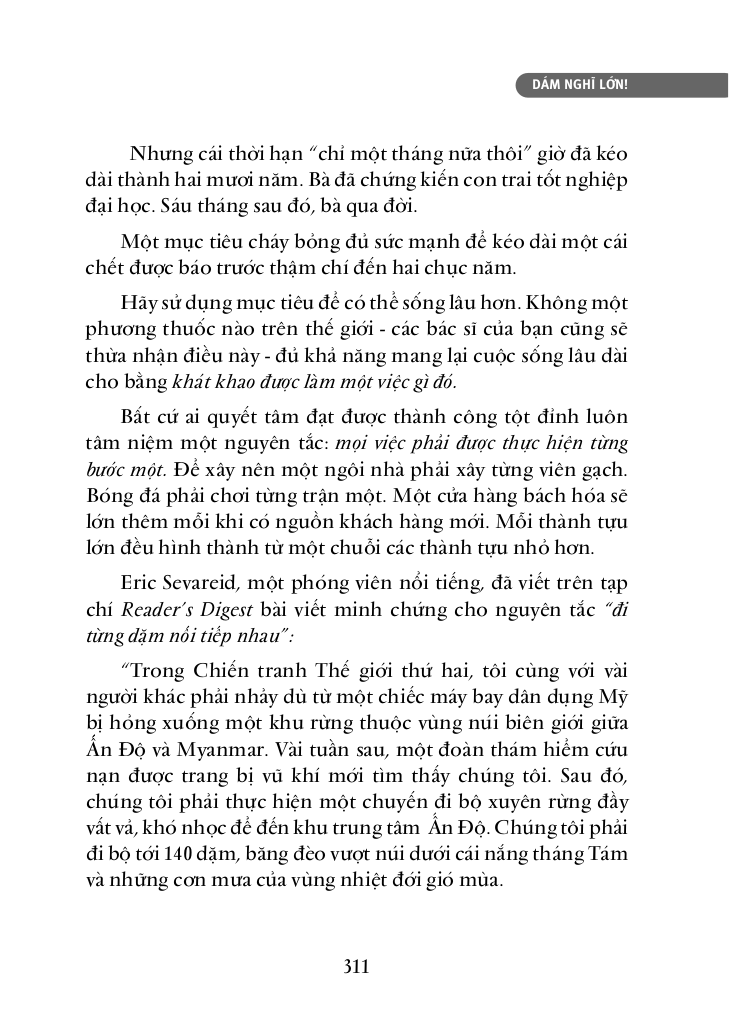 DÁM NGHĨ LỚN!
Nhưng cái thời hạn “chỉ một tháng nữa thôi” giờ đã kéo
dài thành hai mươi năm. Bà đã chứng kiến con trai tốt nghiệp
đại học. Sáu tháng sau đó, bà qua đời.
Một mục tiêu cháy bỏng đủ sức mạnh để kéo dài một cái
chết được báo trước thậm chí đến hai chục năm.
Hãy sử dụng mục tiêu để có thể sống lâu hơn. Không một
phương thuốc nào trên thế giới - các bác sĩ của bạn cũng sẽ
thừa nhận điều này - đủ khả năng mang lại cuộc sống lâu dài
cho bằng khát khao được làm một việc gì đó.
Bất cứ ai quyết tâm đạt được thành công tột đỉnh luôn
tâm niệm một nguyên tắc: mọi việc phải được thực hiện từng
bước một. Để xây nên một ngôi nhà phải xây từng viên gạch.
Bóng đá phải chơi từng trận một. Một cửa hàng bách hóa sẽ
lớn thêm mỗi khi có nguồn khách hàng mới. Mỗi thành tựu
lớn đều hình thành từ một chuỗi các thành tựu nhỏ hơn.
Eric Sevareid, một phóng viên nổi tiếng, đã viết trên tạp
chí Reader’s Digest bài viết minh chứng cho nguyên tắc “đi
từng dặm nối tiếp nhau”:
“Trong Chiến tranh Thế giới thứ hai, tôi cùng với vài
người khác phải nhảy dù từ một chiếc máy bay dân dụng Mỹ
bị hỏng xuống một khu rừng thuộc vùng núi biên giới giữa
Ấn Độ và Myanmar. Vài tuần sau, một đoàn thám hiểm cứu
nạn được trang bị vũ khí mới tìm thấy chúng tôi. Sau đó,
chúng tôi phải thực hiện một chuyến đi bộ xuyên rừng đầy
vất vả, khó nhọc để đến khu trung tâm Ấn Độ. Chúng tôi phải
đi bộ tới 140 dặm, băng đèo vượt núi dưới cái nắng tháng Tám
và những cơn mưa của vùng nhiệt đới gió mùa.
311